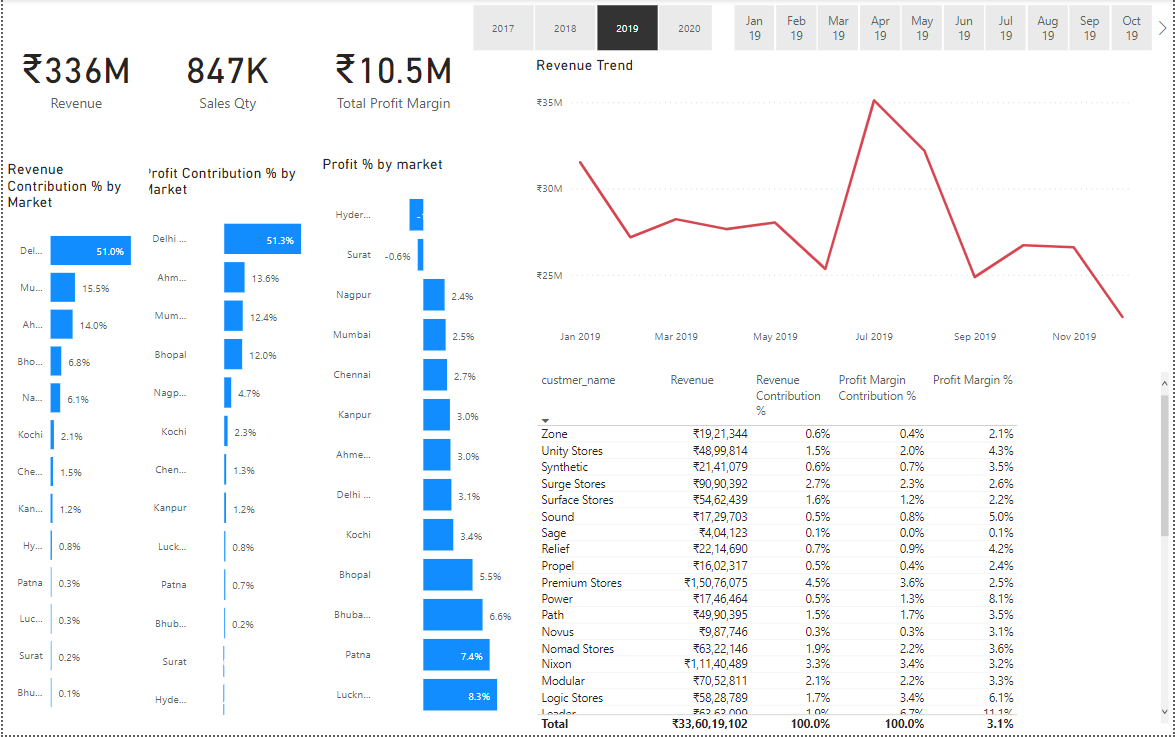 2017 2018 2019 2020
Jan 19 Feb 19 Mar 19 Apr 19 May 19 Jun 19 Jul 19 Aug 19 Sep 19 Oct 19
₹336M
Revenue
847K
Sales Qty
₹10.5M
Total Profit Margin
Revenue
Contribution % by
Market
Del... 51.0%
Mu... 15.5%
Ah... 14.0%
Bho... 6.8%
Na... 6.1%
Kochi 2.1%
Che... 1.5%
Kan... 1.2%
Hy... 0.8%
Patna 0.3%
Luc... 0.3%
Surat 0.2%
Bhu... 0.1%
Profit Contribution % by
Market
Delhi ... 51.3%
Ahm... 13.6%
Mum... 12.4%
Bhopal 12.0%
Nagp... 4.7%
Kochi 2.3%
Chen... 1.3%
Kanpur 1.2%
Luck... 0.8%
Patna 0.7%
Bhub... 0.2%
Surat
Hyde...
Profit % by market
Hyder...
Surat -0.6%
Nagpur 2.4%
Mumbai 2.5%
Chennai 2.7%
Kanpur 3.0%
Ahme... 3.0%
Delhi ... 3.1%
Kochi 3.4%
Bhopal 5.5%
Bhuba... 6.6%
Patna 7.4%
Luckn... 8.3%
Revenue Trend
₹35M
₹30M
₹25M
Jan 2019 Mar 2019 May 2019 Jul 2019 Sep 2019 Nov 2019
custmer_name Revenue Revenue Contribution % Profit Margin Contribution % Profit Margin %
Zone ₹19,21,344 0.6% 0.4% 2.1%
Unity Stores ₹48,99,814 1.5% 2.0% 4.3%
Synthetic ₹21,41,079 0.6% 0.7% 3.5%
Surge Stores ₹90,90,392 2.7% 2.3% 2.6%
Surface Stores ₹54,62,439 1.6% 1.2% 2.2%
Sound ₹17,29,703 0.5% 0.8% 5.0%
Sage ₹4,04,123 0.1% 0.0% 0.1%
Relief ₹22,14,690 0.7% 0.9% 4.2%
Propel ₹16,02,317 0.5% 0.4% 2.4%
Premium Stores ₹1,50,76,075 4.5% 3.6% 2.5%
Power ₹17,46,464 0.5% 1.3% 8.1%
Path ₹49,90,395 1.5% 1.7% 3.5%
Novus ₹9,87,746 0.3% 0.3% 3.1%
Nomad Stores ₹63,22,146 1.9% 2.2% 3.6%
Nixon ₹1,11,40,489 3.3% 3.4% 3.2%
Modular ₹70,52,811 2.1% 2.2% 3.3%
Logic Stores ₹58,28,789 1.7% 3.4% 6.1%
Leader 1.9% 6.7% 11.1%
Total ₹33,60,19,102 100.0% 100.0% 3.1%